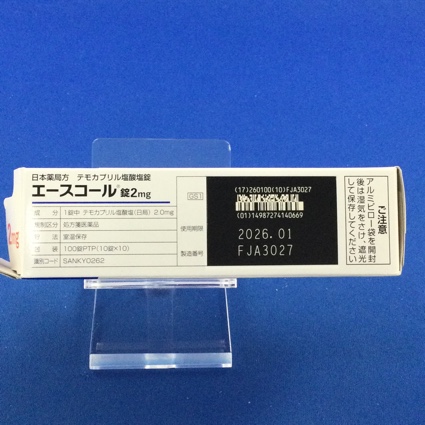 日本薬局方 テモカプリル塩酸塩錠
エースコール®錠2mg
成 分 1錠中 テモカプリル塩酸塩(日局) 2.0mg
規制区分 処方箋医薬品
貯 法 室温保存
包 装 100錠PTP(10錠×10)
識別コード SANKYO262
2mg
GS1
使用期限
製造番号
(17)260100(10)FJA3027
(01)14987274140669
2026.01
FJA3027
ご注意
アルミピロー袋を開封
後は湿気をさけ、遮光
して保存してください